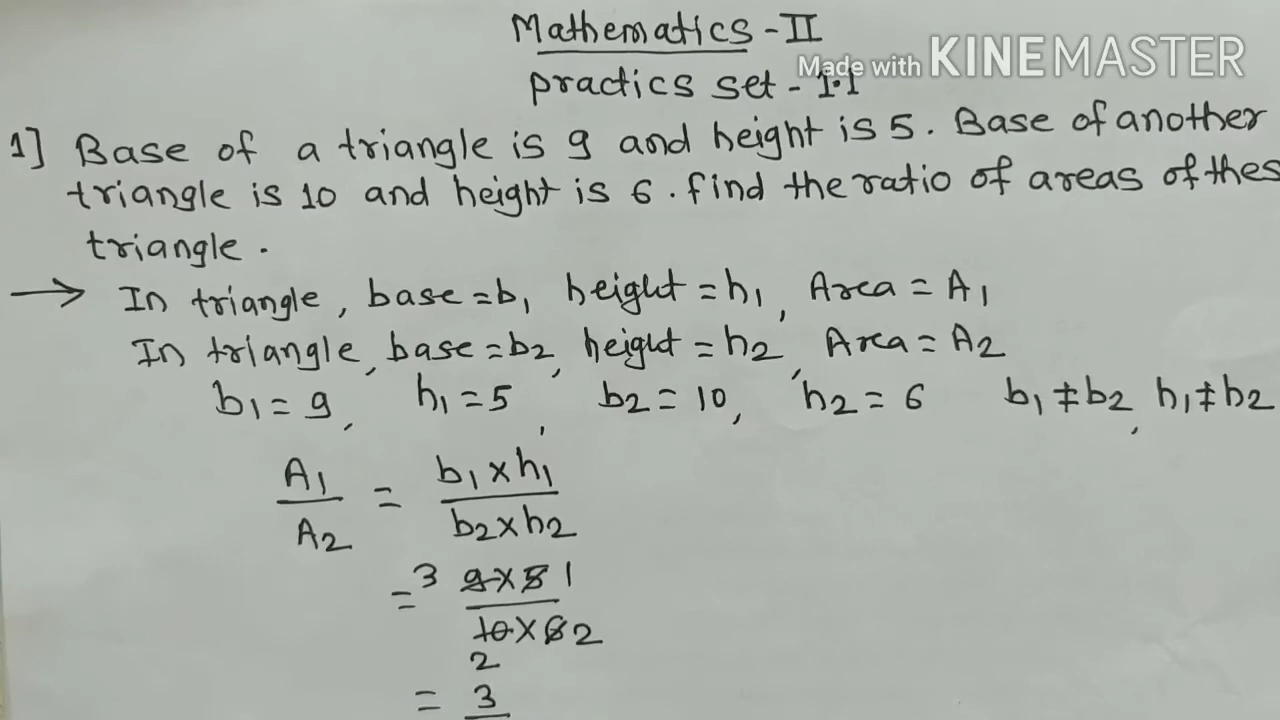 Mathematics - II
Made with KINEMASTER
practics set - 1.1
1] Base of a triangle is 9 and height is 5. Base of another
triangle is 10 and height is 6. find the ratio of areas of thes
triangle.
→ In triangle, base = b1 height = h1, Area = A1
In triangle, base = b2, height = h2, Area = A2
b1 = 9, h1 = 5, b2 = 10, h2 = 6 b1 ≠ b2, h1 ≠ h2
A1/A2 = b1 × h1 / b2 × h2
= 3 9 × 5 1 / 10 × 6 2
2
= 3